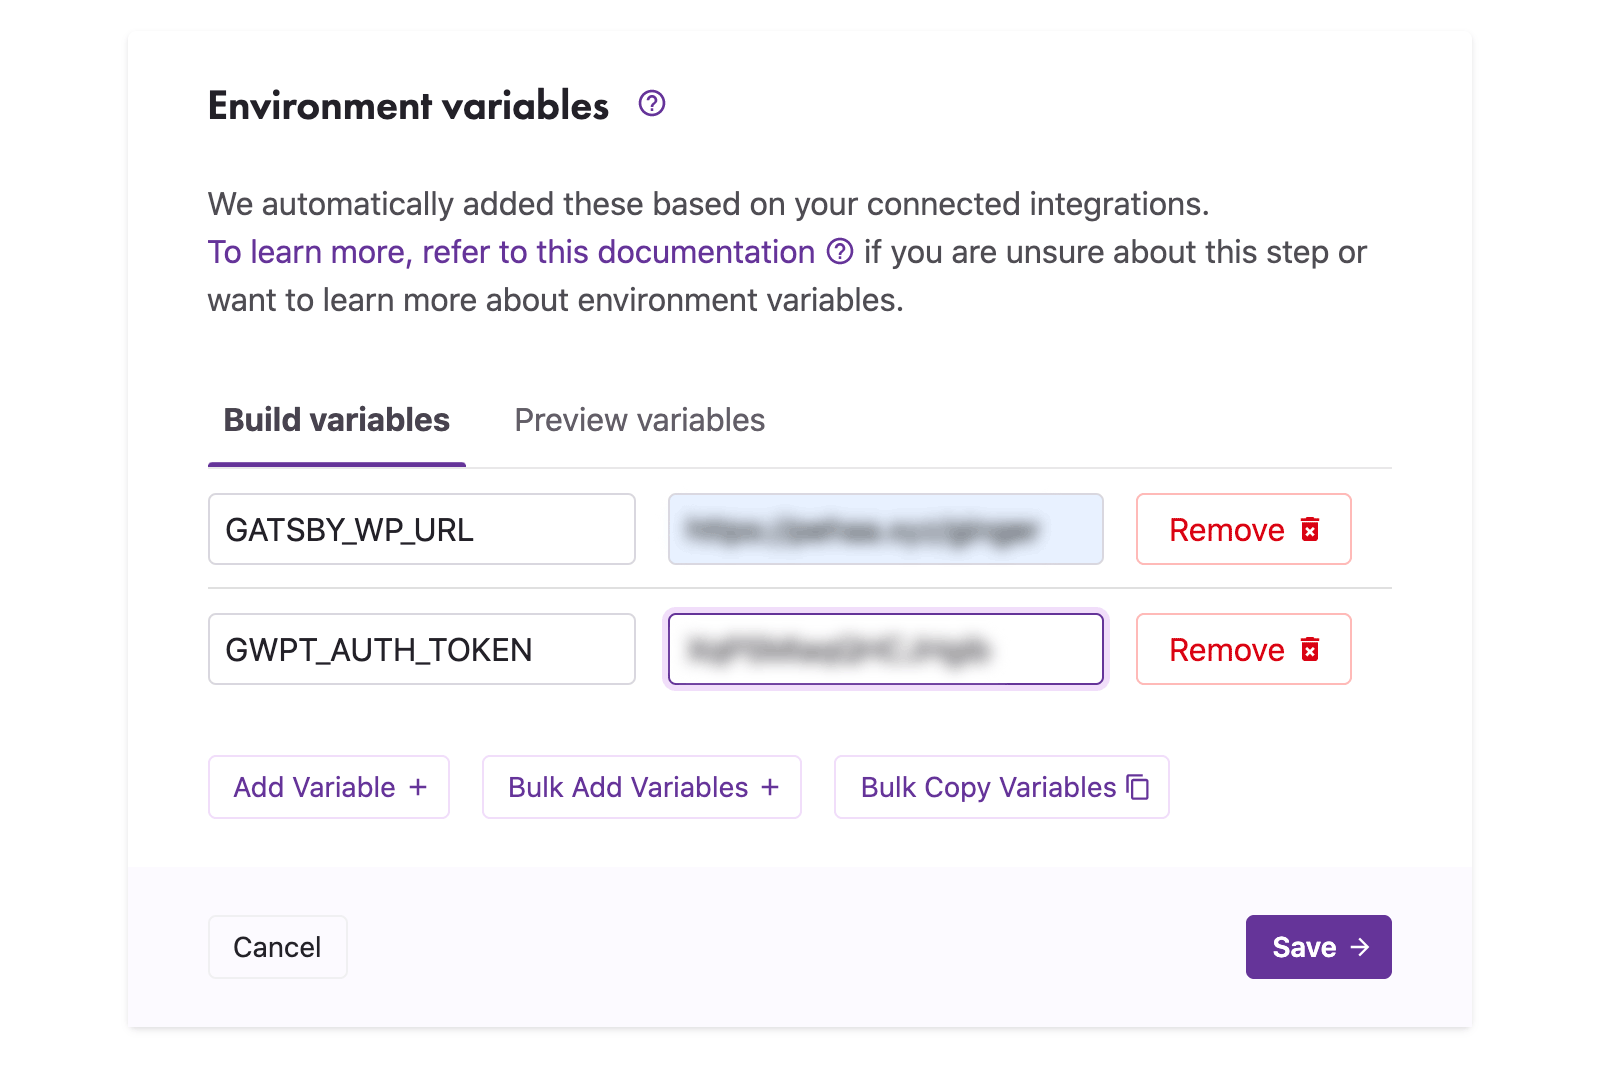 Environment variables
We automatically added these based on your connected integrations.
To learn more, refer to this documentation if you are unsure about this step or
want to learn more about environment variables.
Build variables Preview variables
GATSBY_WP_URL Remove
GWPT_AUTH_TOKEN Remove
Add Variable + Bulk Add Variables + Bulk Copy Variables
Cancel Save →